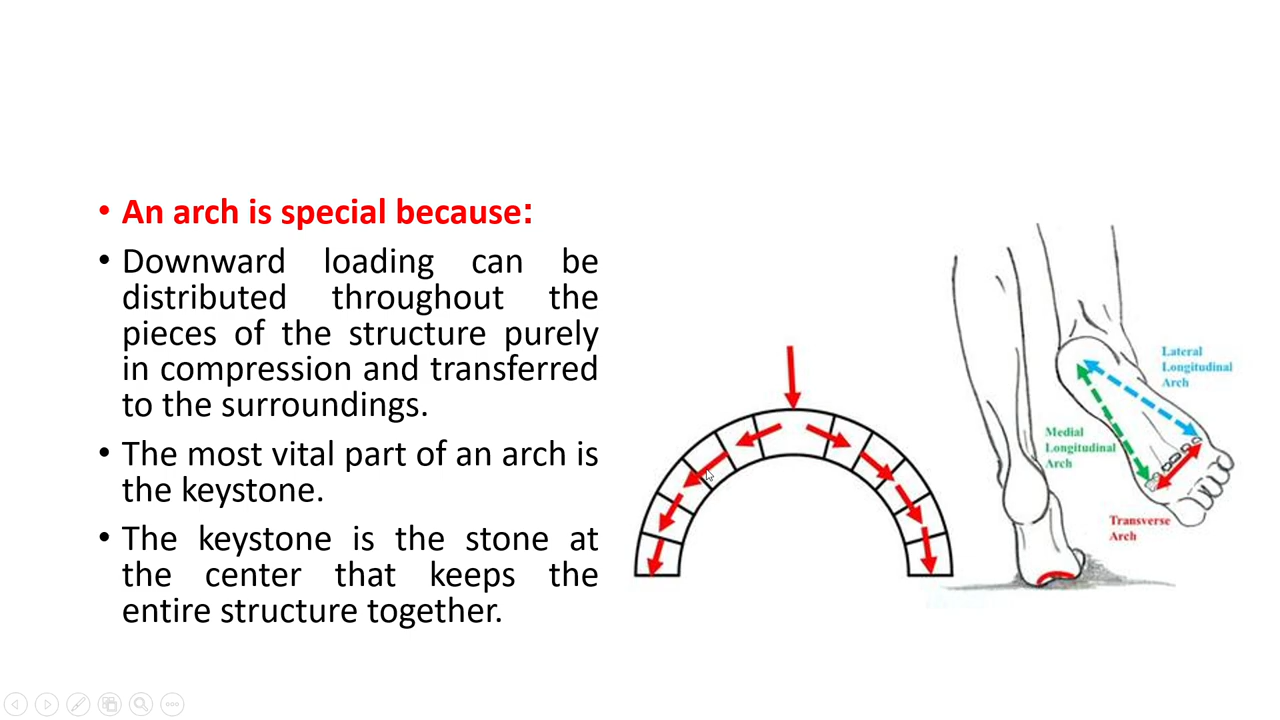 • An arch is special because:
• Downward loading can be
distributed throughout the
pieces of the structure purely
in compression and transferred
to the surroundings.
• The most vital part of an arch is
the keystone.
• The keystone is the stone at
the center that keeps the
entire structure together.
Lateral
Longitudinal
Arch
Medial
Longitudinal
Arch
Transverse
Arch